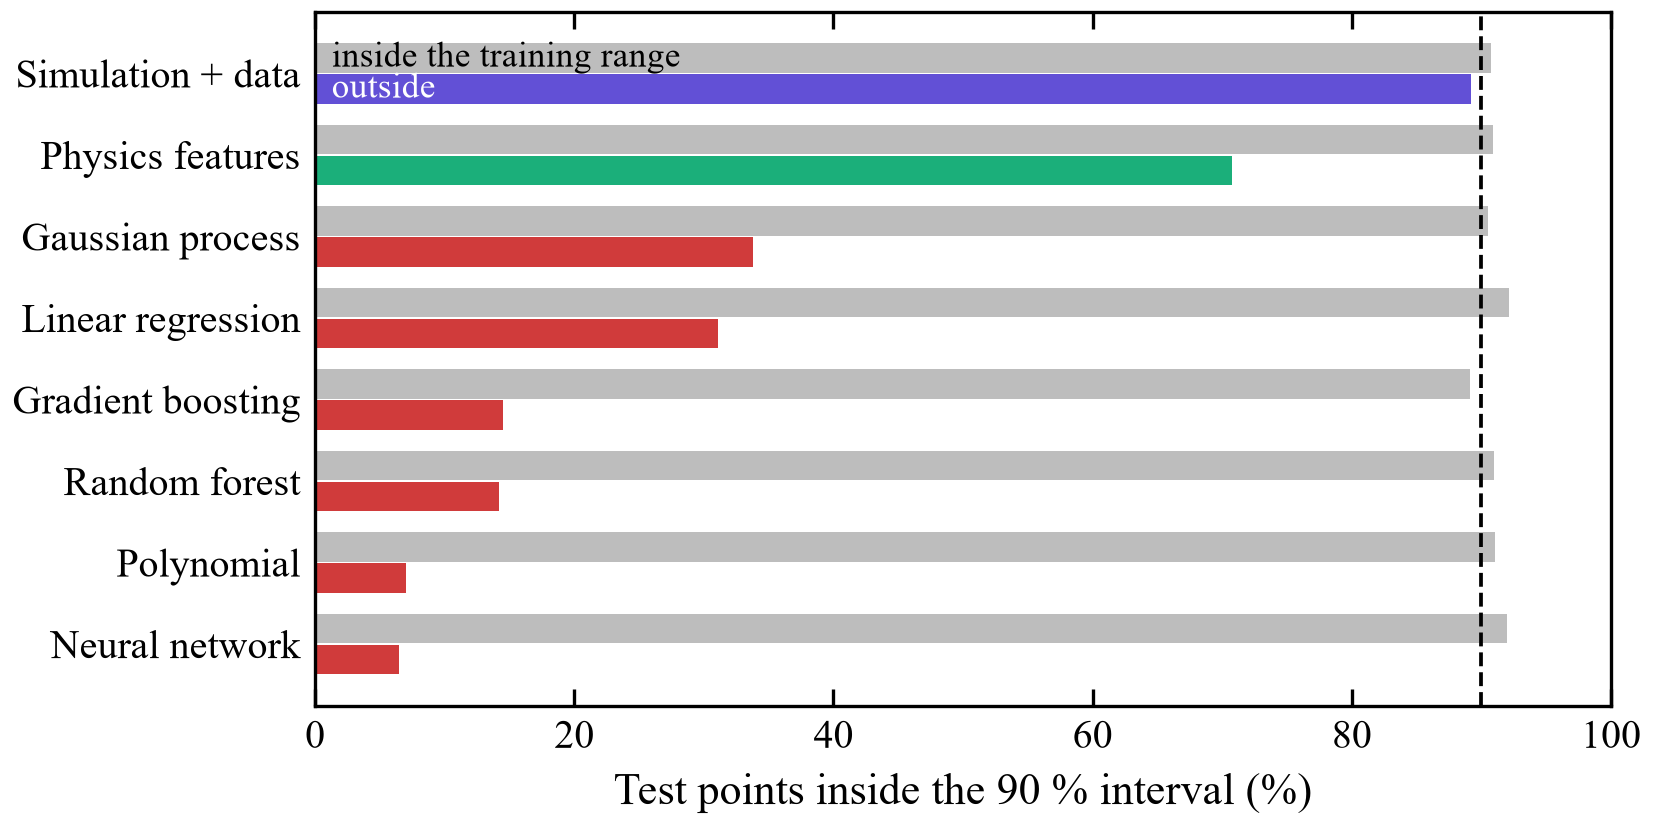 inside the training range
Simulation + data
outside
Physics features
Gaussian process
Linear regression
Gradient boosting
Random forest
Polynomial
Neural network
0 20 40 60 80 100
Test points inside the 90 % interval (%)